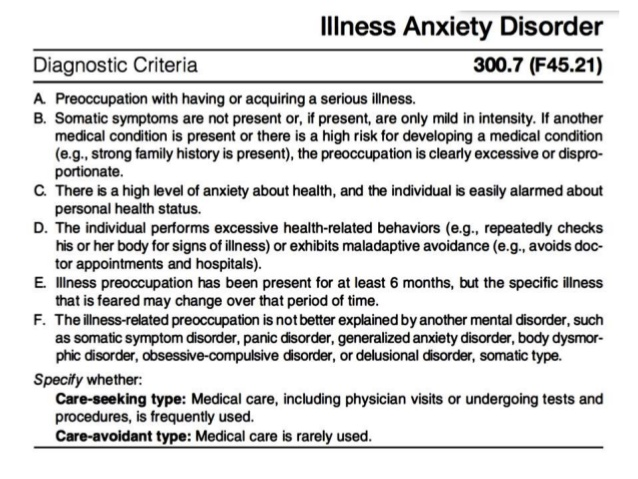 Illness Anxiety Disorder
Diagnostic Criteria 300.7 (F45.21)
A. Preoccupation with having or acquiring a serious illness.
B. Somatic symptoms are not present or, if present, are only mild in intensity. If another
medical condition is present or there is a high risk for developing a medical condition
(e.g., strong family history is present), the preoccupation is clearly excessive or dispro-
portionate.
C. There is a high level of anxiety about health, and the individual is easily alarmed about
personal health status.
D. The individual performs excessive health-related behaviors (e.g., repeatedly checks
his or her body for signs of illness) or exhibits maladaptive avoidance (e.g., avoids doc-
tor appointments and hospitals).
E. Illness preoccupation has been present for at least 6 months, but the specific illness
that is feared may change over that period of time.
F. The illness-related preoccupation is not better explained by another mental disorder, such
as somatic symptom disorder, panic disorder, generalized anxiety disorder, body dysmor-
phic disorder, obsessive-compulsive disorder, or delusional disorder, somatic type.
Specify whether:
Care-seeking type: Medical care, including physician visits or undergoing tests and
procedures, is frequently used.
Care-avoidant type: Medical care is rarely used.